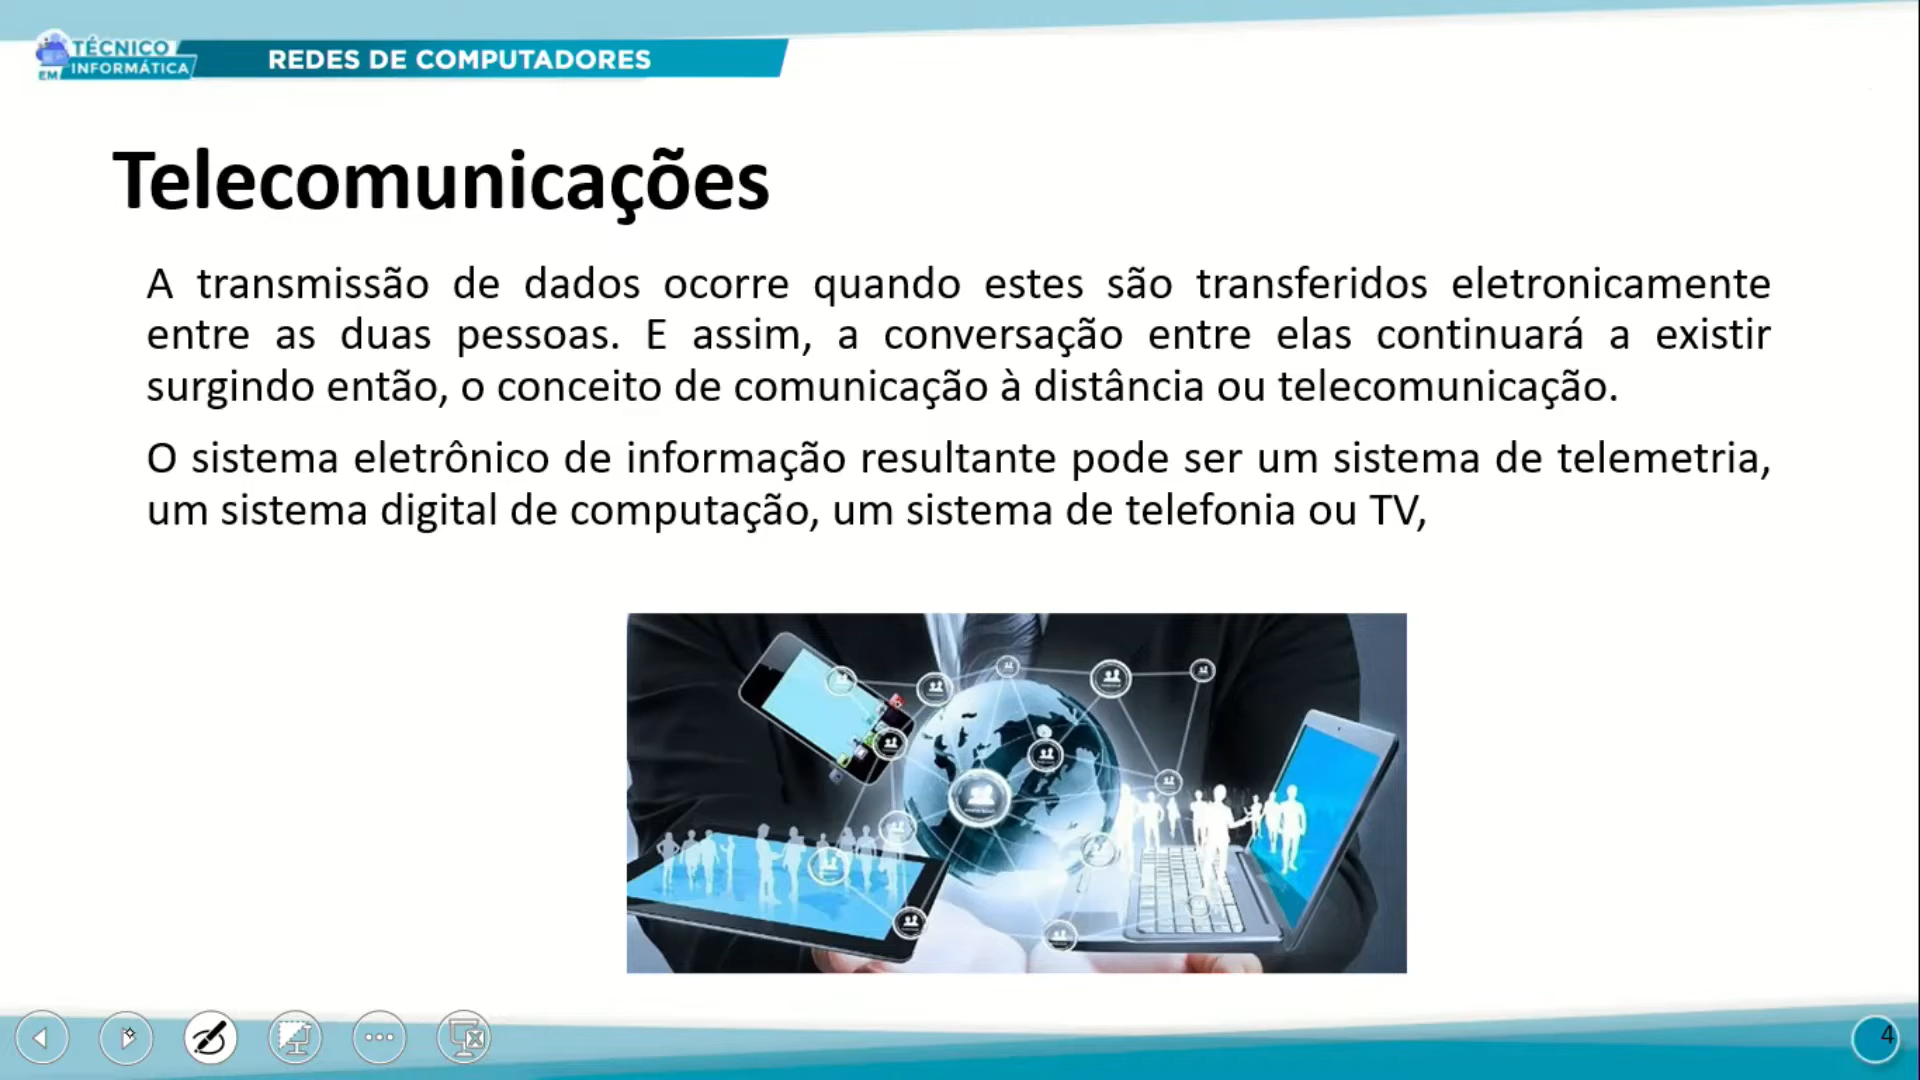 TÉCNICO
EM INFORMÁTICA
REDES DE COMPUTADORES
Telecomunicações
A transmissão de dados ocorre quando estes são transferidos eletronicamente
entre as duas pessoas. E assim, a conversação entre elas continuará a existir
surgindo então, o conceito de comunicação à distância ou telecomunicação.
O sistema eletrônico de informação resultante pode ser um sistema de telemetria,
um sistema digital de computação, um sistema de telefonia ou TV,
4